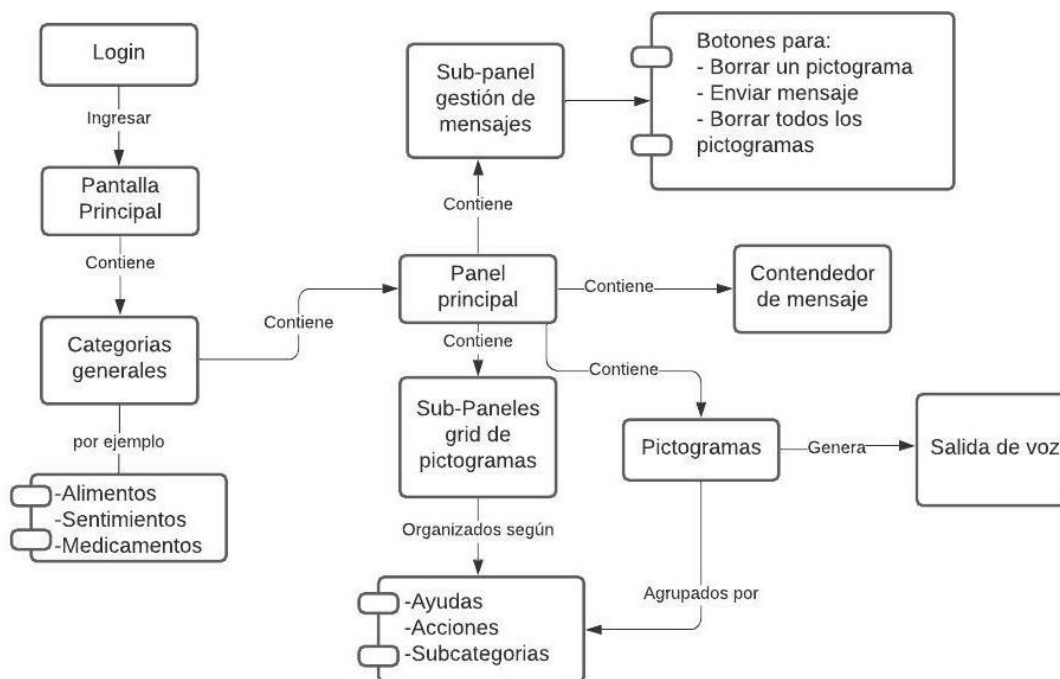 Login
Ingresar
Pantalla
Principal
Contiene
Categorias
generales
por ejemplo
-Alimentos
-Sentimientos
-Medicamentos
Contiene
Sub-panel
gestión de
mensajes
Botones para:
- Borrar un pictograma
- Enviar mensaje
- Borrar todos los
pictogramas
Contiene
Panel
principal
Contiene
Contendedor
de mensaje
Contiene
Sub-Paneles
grid de
pictogramas
Contiene
Pictogramas
Genera
Salida de voz
Organizados según
Agrupados por
-Ayudas
-Acciones
-Subcategorias